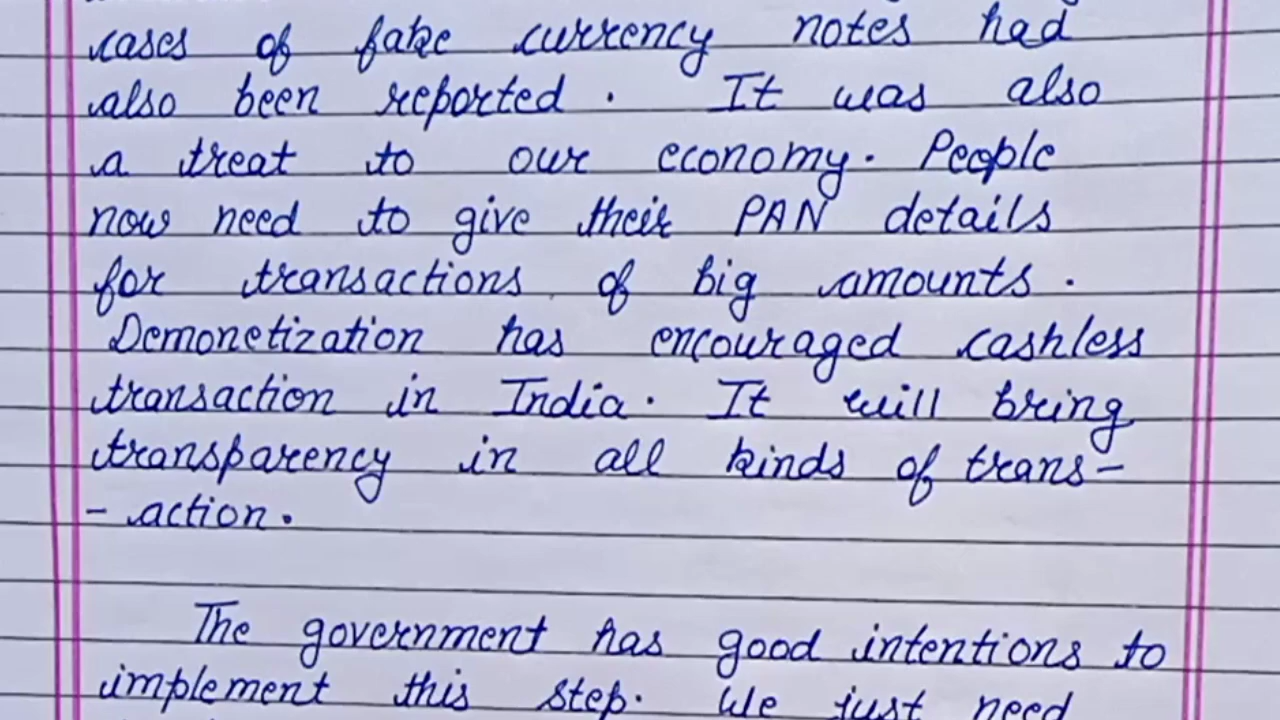 cases of fake currency notes had
also been reported. It was also
a treat to our economy. People
now need to give their PAN details
for transactions of big amounts.
Demonetization has encouraged cashless
transaction in India. It will bring
transparency in all kinds of trans-
- action.
The government has good intentions to
implement this step. We just need